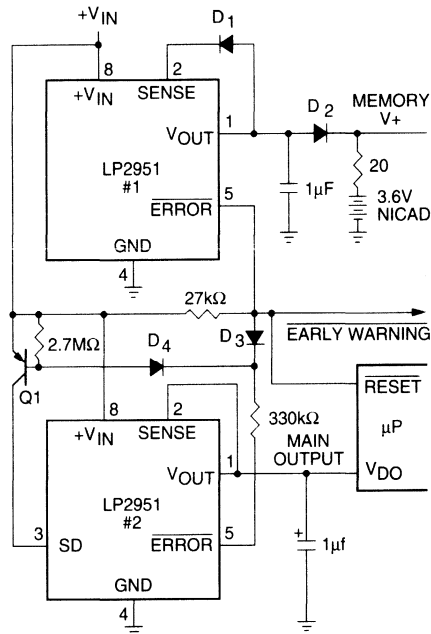 +VIN
D1
8
2
+VIN
SENSE
VOUT
1
D2
MEMORY
V+
LP2951
#1
ERROR
5
1µF
20
3.6V
NICAD
GND
4
27kΩ
2.7MΩ
D4
D3
EARLY WARNING
Q1
8
2
330kΩ
RESET
+VIN
SENSE
MAIN
OUTPUT
µP
VOUT
1
VDO
LP2951
#2
3
SD
ERROR
5
+
1µf
GND
4